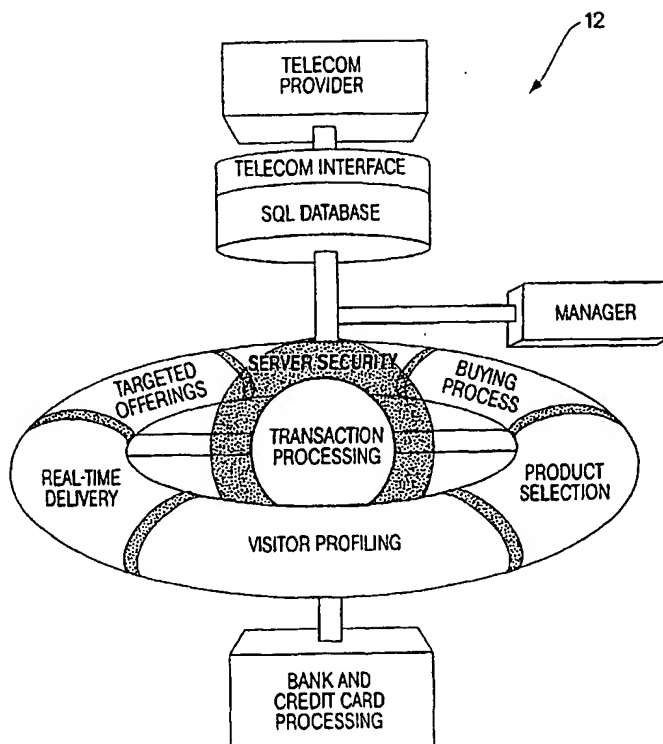 12
TELECOM
PROVIDER
TELECOM INTERFACE
SQL DATABASE
MANAGER
SERVER SECURITY
TARGETED
OFFERINGS
BUYING
PROCESS
TRANSACTION
PROCESSING
REAL-TIME
DELIVERY
PRODUCT
SELECTION
VISITOR PROFILING
BANK AND
CREDIT CARD
PROCESSING